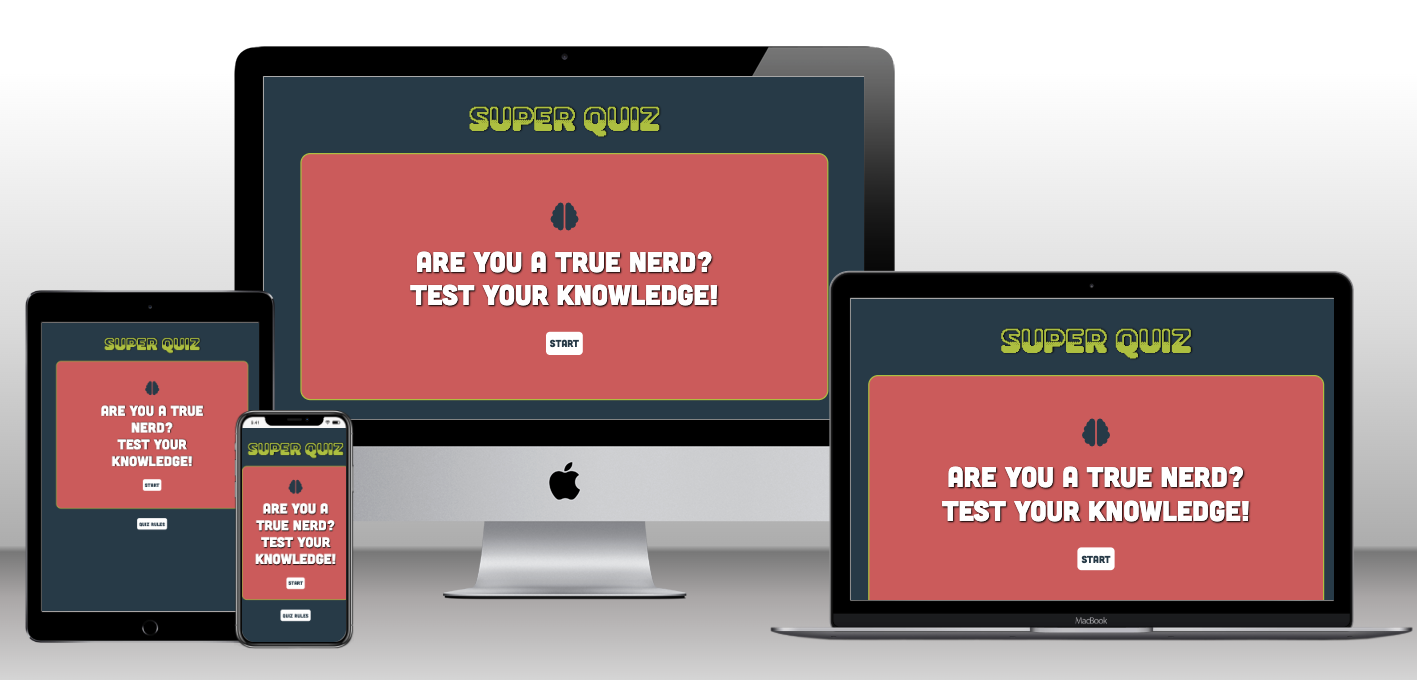 SUPER QUIZ
ARE YOU A TRUE NERD?
TEST YOUR KNOWLEDGE!
START
SUPER QUIZ
ARE YOU A TRUE
NERD?
TEST YOUR
KNOWLEDGE!
START
QUIZ RULES
9:41
SUPER QUIZ
ARE YOU A
TRUE NERD?
TEST YOUR
KNOWLEDGE!
START
QUIZ RULES
SUPER QUIZ
ARE YOU A TRUE NERD?
TEST YOUR KNOWLEDGE!
START
MacBook